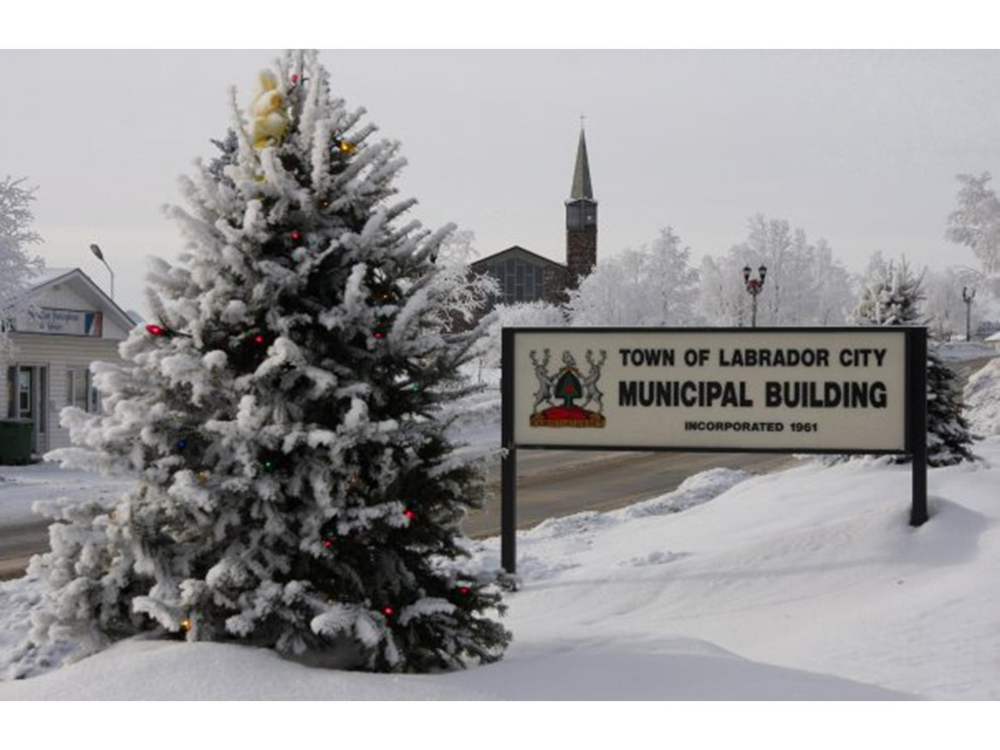 TOWN OF LABRADOR CITY
MUNICIPAL BUILDING
INCORPORATED 1961